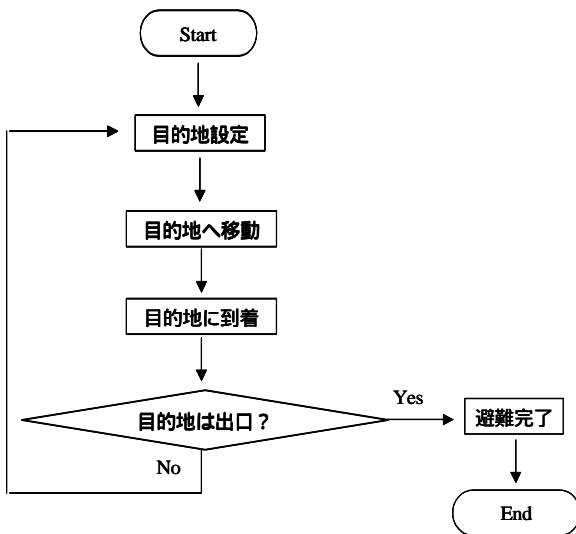 Start
目的地設定
目的地へ移動
目的地に到着
目的地は出口？
Yes
避難完了
No
End